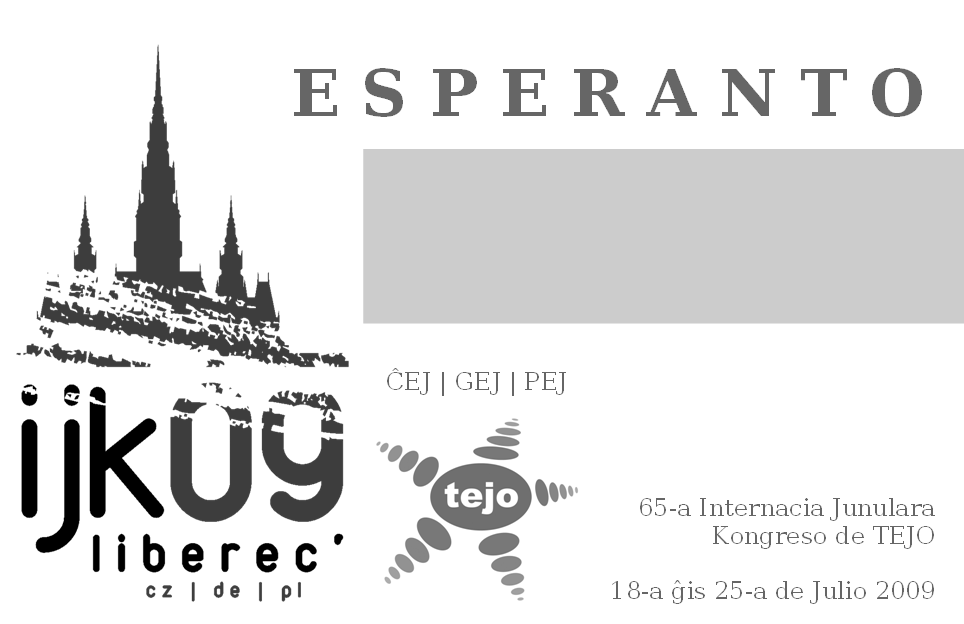 ESPERANTO
ĈEJ | GEJ | PEJ
tejo
ijk09
liberec'
cz | de | pl
65-a Internacia Junulara
Kongreso de TEJO
18-a ĝis 25-a de Julio 2009